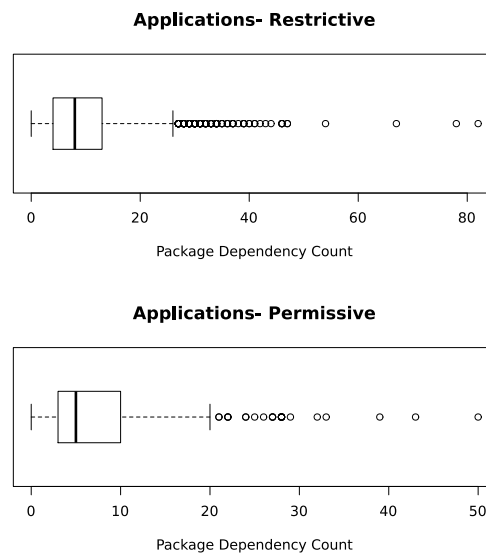 Applications- Restrictive
0 20 40 60 80
Package Dependency Count
Applications- Permissive
0 10 20 30 40 50
Package Dependency Count